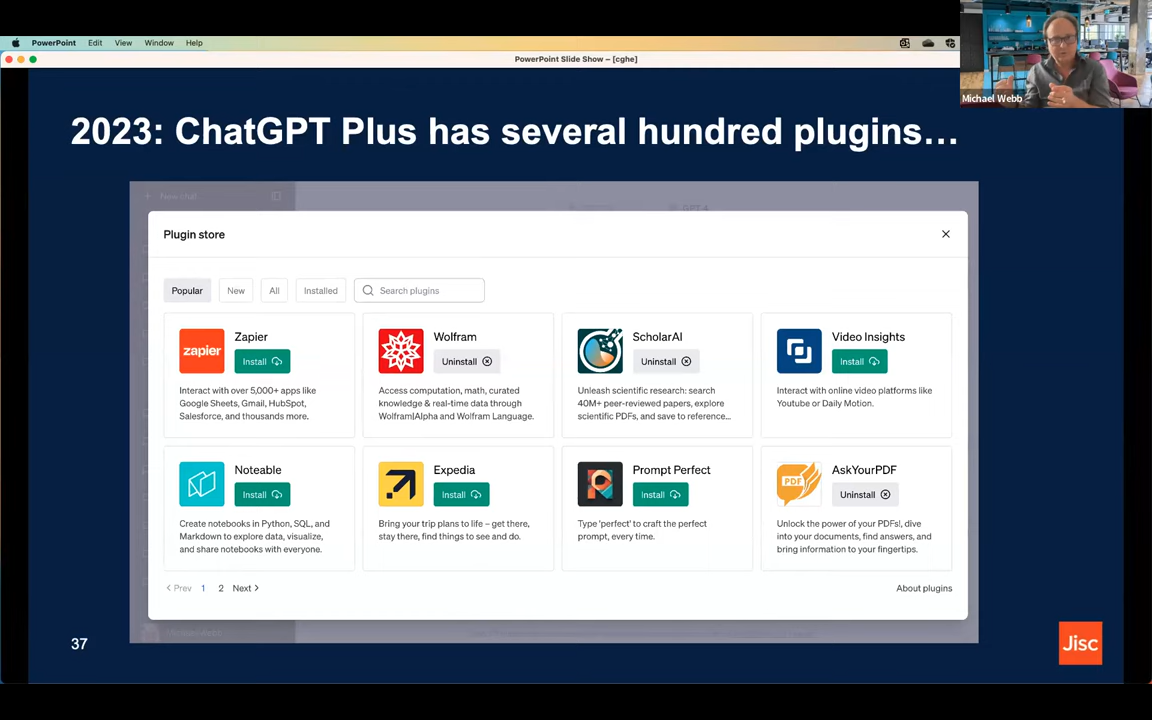 PowerPoint Edit View Window Help
PowerPoint Slide Show – [cghe]
Michael Webb
2023: ChatGPT Plus has several hundred plugins…
New chat
GPT-4
Plugin store
Popular New All Installed Search plugins
zapier
Zapier
Install
Interact with over 5,000+ apps like
Google Sheets, Gmail, HubSpot,
Salesforce, and thousands more.
Wolfram
Uninstall
Access computation, math, curated
knowledge & real-time data through
Wolfram|Alpha and Wolfram Language.
ScholarAI
Uninstall
Unleash scientific research: search
40M+ peer-reviewed papers, explore
scientific PDFs, and save to reference...
Video Insights
Install
Interact with online video platforms like
Youtube or Daily Motion.
Noteable
Install
Create notebooks in Python, SQL, and
Markdown to explore data, visualize,
and share notebooks with everyone.
Expedia
Install
Bring your trip plans to life – get there,
stay there, find things to see and do.
Prompt Perfect
Install
Type 'perfect' to craft the perfect
prompt, every time.
PDF
AskYourPDF
Uninstall
Unlock the power of your PDFs!, dive
into your documents, find answers, and
bring information to your fingertips.
Prev 1 2 Next
About plugins
37
Jisc